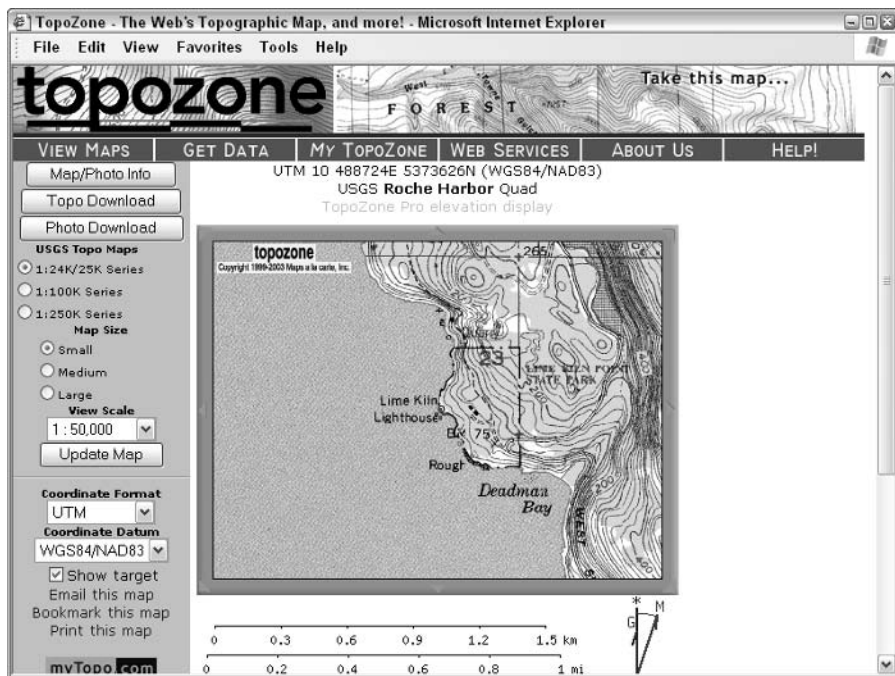 TopoZone - The Web's Topographic Map, and more! - Microsoft Internet Explorer
File Edit View Favorites Tools Help
topozone
West
FOREST
Take this map...
VIEW MAPS GET DATA MY TOPOZONE WEB SERVICES ABOUT US HELP!
Map/Photo Info
Topo Download
Photo Download
USGS Topo Maps
1:24K/25K Series
1:100K Series
1:250K Series
Map Size
Small
Medium
Large
View Scale
1 : 50,000
Update Map
Coordinate Format
UTM
Coordinate Datum
WGS84/NAD83
Show target
Email this map
Bookmark this map
Print this map
myTopo.com
UTM 10 488724E 5373626N (WGS84/NAD83)
USGS Roche Harbor Quad
TopoZone Pro elevation display
topozone
Copyright 1999-2003 Maps a la carte, Inc.
265
23
LIME KILN POINT
STATE PARK
Lime Kiln
Lighthouse
BM 75
Rough
Deadman
Bay
WEST
200
400
400
0 0.3 0.6 0.9 1.2 1.5 km
0 0.2 0.4 0.6 0.8 1 mi
* M
G